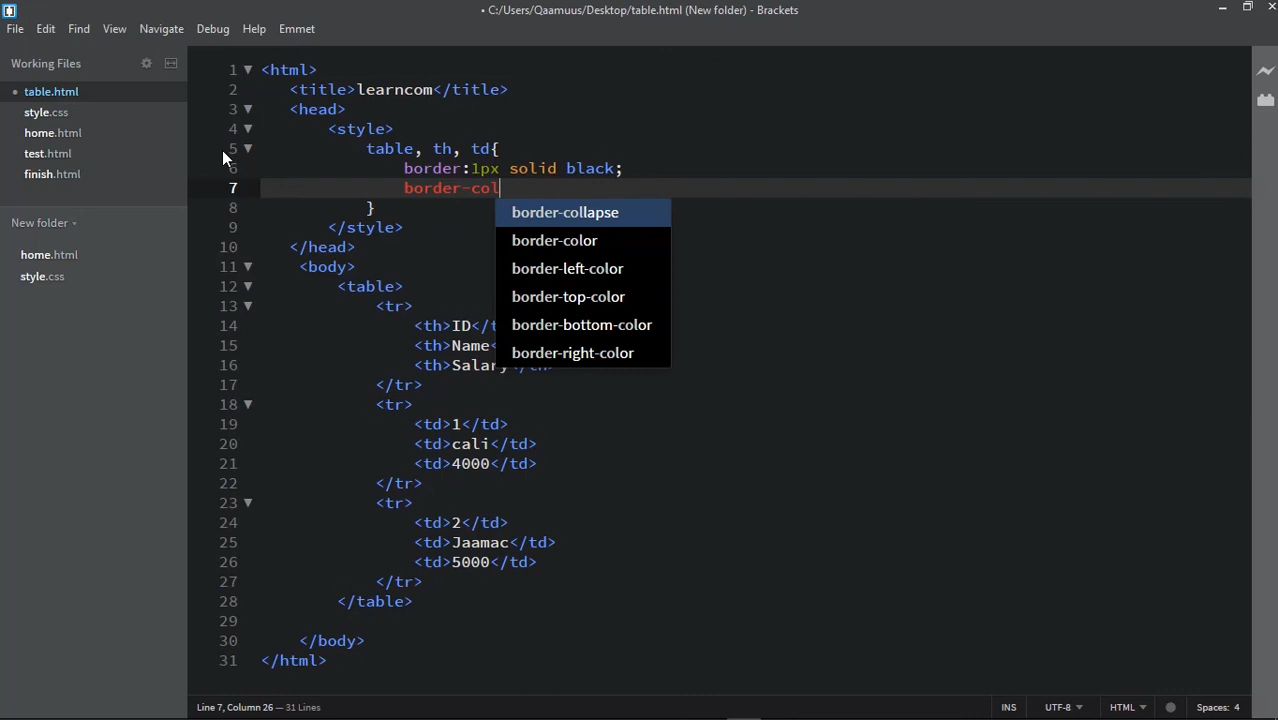 • C:/Users/Qaamuus/Desktop/table.html (New folder) - Brackets
File Edit Find View Navigate Debug Help Emmet
Working Files
• table.html
style.css
home.html
test.html
finish.html
New folder
home.html
style.css
1 <html>
2 <title>learncom</title>
3 <head>
4 <style>
5 table, th, td{
6 border:1px solid black;
7 border-col
8 }
9 </style>
10 </head>
11 <body>
12 <table>
13 <tr>
14 <th>ID</t
15 <th>Name<
16 <th>Salary</th>
17 </tr>
18 <tr>
19 <td>1</td>
20 <td>cali</td>
21 <td>4000</td>
22 </tr>
23 <tr>
24 <td>2</td>
25 <td>Jaamac</td>
26 <td>5000</td>
27 </tr>
28 </table>
29
30 </body>
31 </html>
border-collapse
border-color
border-left-color
border-top-color
border-bottom-color
border-right-color
Line 7, Column 26 — 31 Lines
INS UTF-8 HTML Spaces: 4